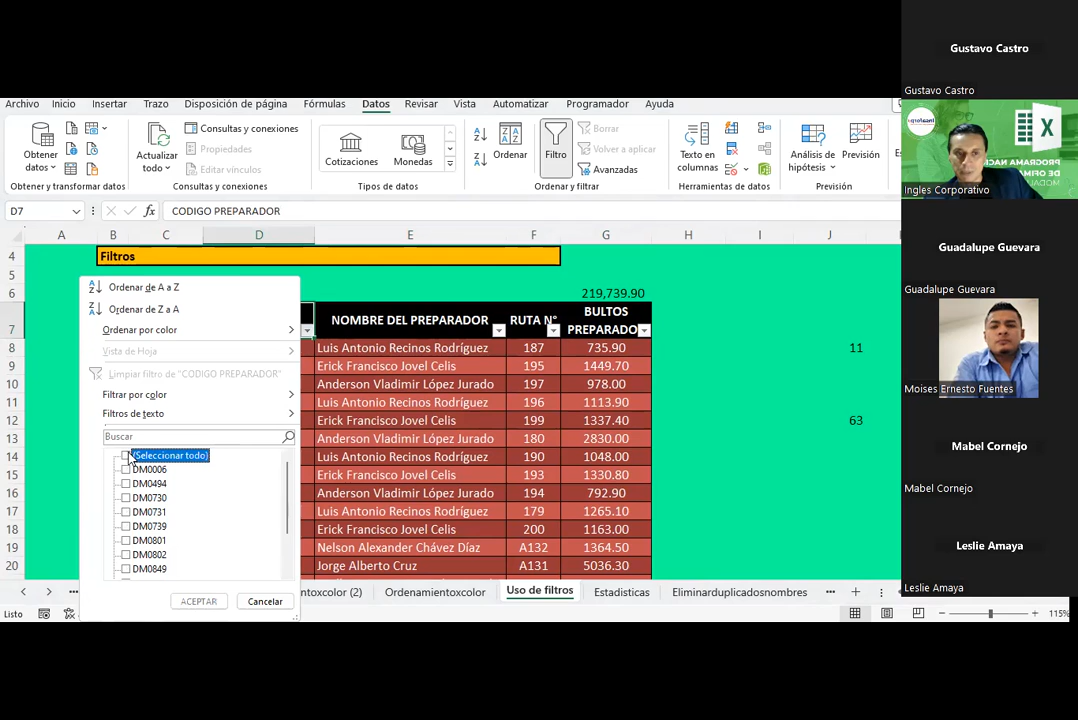 Archivo Inicio Insertar Trazo Disposición de página Fórmulas Datos Revisar Vista Automatizar Programador Ayuda
Obtener datos
Actualizar todo
Consultas y conexiones
Propiedades
Editar vínculos
Cotizaciones
Monedas
Ordenar
Filtro
Borrar
Volver a aplicar
Avanzadas
Texto en columnas
Análisis de hipótesis
Previsión
Obtener y transformar datos
Consultas y conexiones
Tipos de datos
Ordenar y filtrar
Herramientas de datos
Previsión
D7
fx
CODIGO PREPARADOR
A B C D E F G H I J
4 Filtros
5
6 219,739.90
7 NOMBRE DEL PREPARADOR RUTA N° BULTOS PREPARADO
8 Luis Antonio Recinos Rodríguez 187 735.90 11
9 Erick Francisco Jovel Celis 195 1449.70
10 Anderson Vladimir López Jurado 197 978.00
11 Luis Antonio Recinos Rodríguez 196 1113.90
12 Erick Francisco Jovel Celis 199 1337.40 63
13 Anderson Vladimir López Jurado 180 2830.00
14 Luis Antonio Recinos Rodríguez 190 1048.00
15 Erick Francisco Jovel Celis 193 1330.80
16 Anderson Vladimir López Jurado 194 792.90
17 Luis Antonio Recinos Rodríguez 179 1265.10
18 Erick Francisco Jovel Celis 200 1163.00
19 Nelson Alexander Chávez Díaz A132 1364.50
20 Jorge Alberto Cruz A131 5036.30
Ordenar de A a Z
Ordenar de Z a A
Ordenar por color
Vista de Hoja
Limpiar filtro de "CODIGO PREPARADOR"
Filtrar por color
Filtros de texto
Buscar
(Seleccionar todo)
DM0006
DM0494
DM0730
DM0731
DM0739
DM0801
DM0802
DM0849
ACEPTAR
Cancelar
toxcolor (2) Ordenamientoxcolor Uso de filtros Estadisticas Eliminarduplicadosnombres
Listo
115%
Gustavo Castro
Gustavo Castro
Ingles Corporativo
Guadalupe Guevara
Guadalupe Guevara
Moises Ernesto Fuentes
Mabel Cornejo
Mabel Cornejo
Leslie Amaya
Leslie Amaya